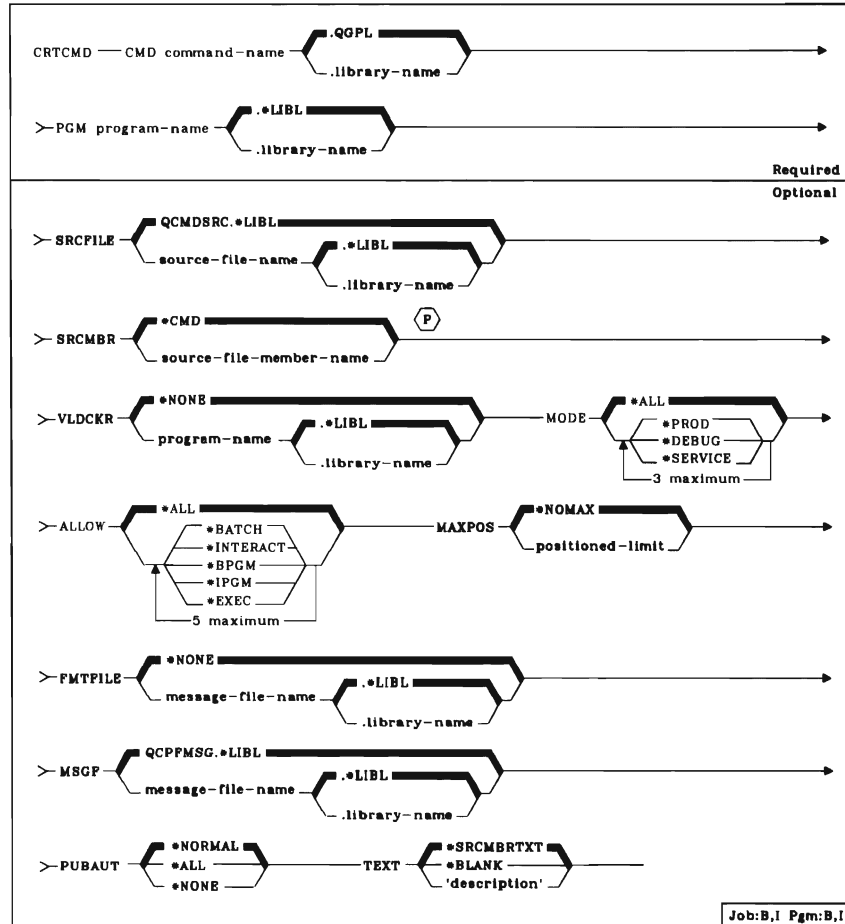 .QGPL
CRTCMD CMD command-name
.library-name
.*LIBL
PGM program-name
.library-name
Required
Optional
QCMDSRC.*LIBL
SRCFILE
.*LIBL
source-file-name
.library-name
*CMD
P
SRCMBR
source-file-member-name
*NONE
*ALL
VLDCKR
.*LIBL
MODE
*PROD
program-name
*DEBUG
.library-name
*SERVICE
3 maximum
*ALL
*NOMAX
ALLOW
*BATCH
MAXPOS
*INTERACT
positioned-limit
*BPGM
*IPGM
*EXEC
5 maximum
*NONE
FMTFILE
.*LIBL
message-file-name
.library-name
QCPFMSG.*LIBL
MSGF
.*LIBL
message-file-name
.library-name
*NORMAL
*SRCMBRTXT
PUBAUT
*ALL
TEXT
*BLANK
*NONE
'description'
Job:B,I Pgm:B,I